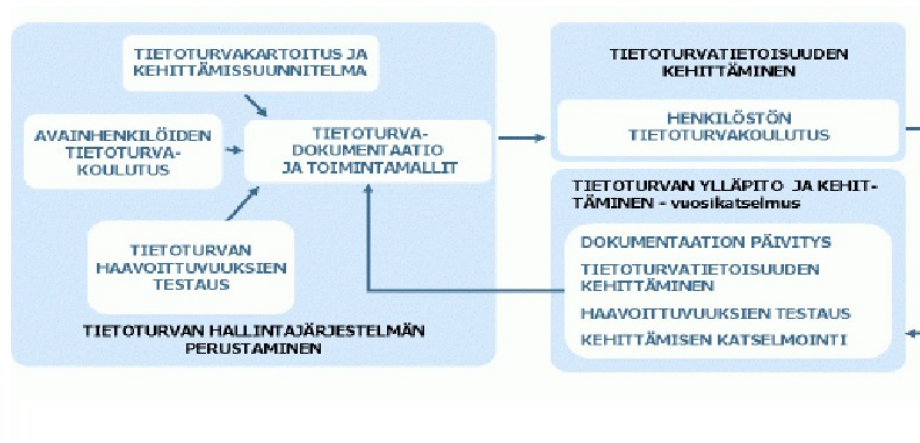 TIETOTURVAKARTOITUS JA
KEHITTÄMISSUUNNITELMA
AVAINHENKILÖIDEN
TIETOTURVA-
KOULUTUS
TIETOTURVA-
DOKUMENTAATIO
JA TOIMINTAMALLIT
TIETOTURVAN
HAAVOITTUVUUKSIEN
TESTAUS
TIETOTURVAN HALLINTAJÄRJESTELMÄN
PERUSTAMINEN
TIETOTURVATIETOISUUDEN
KEHITTÄMINEN
HENKILÖSTÖN
TIETOTURVAKOULUTUS
TIETOTURVAN YLLÄPITO JA KEHIT-
TÄMINEN - vuosikatselmus
DOKUMENTAATION PÄIVITYS
TIETOTURVATIETOISUUDEN
KEHITTÄMINEN
HAAVOITTUVUUKSIEN TESTAUS
KEHITTÄMISEN KATSELMOINTI